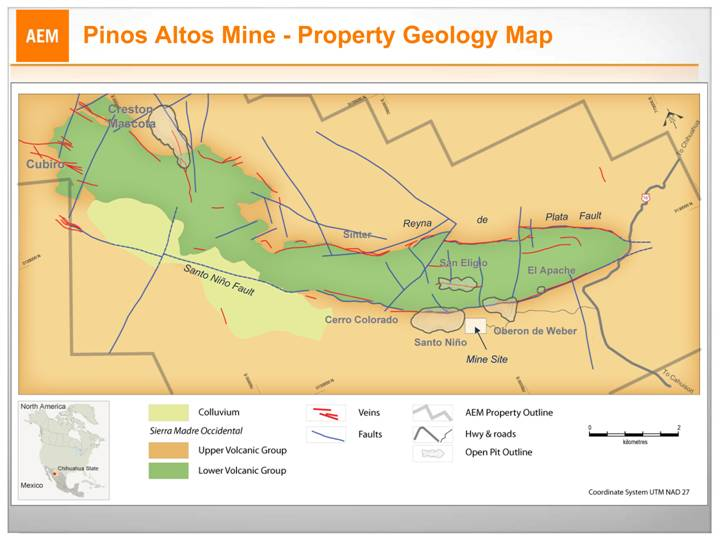 AEM
Pinos Altos Mine - Property Geology Map
Creston
Mascota
Cubiro
To Chihuahua
Sinter
Reyna de Plata Fault
San Eligio
El Apache
Santo Niño Fault
Cerro Colorado
Santo Niño
Oberon de Weber
Mine Site
To Cahuisori
North America
Chihuahua State
Mexico
Colluvium
Sierra Madre Occidental
Upper Volcanic Group
Lower Volcanic Group
Veins
Faults
AEM Property Outline
Hwy & roads
Open Pit Outline
0 2
kilometres
Coordinate System UTM NAD 27